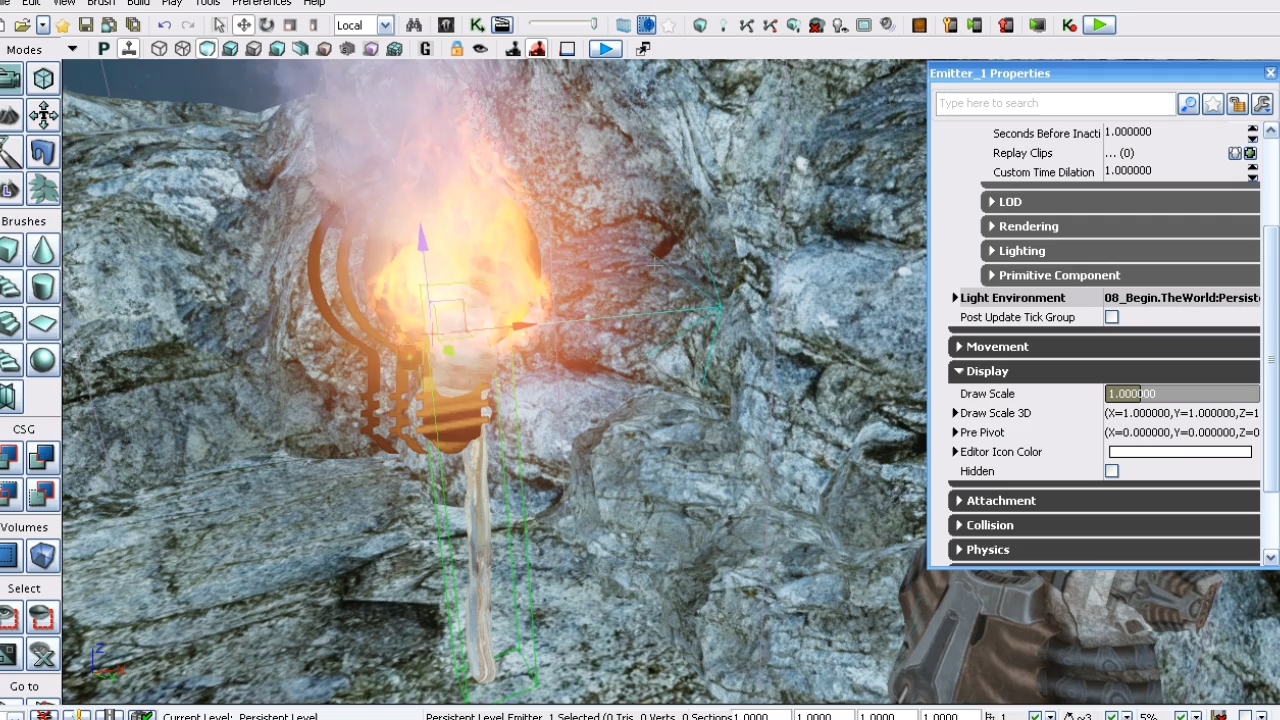 File Edit View Brush Build Play Tools Preferences Help
Local
Modes
P
G
Emitter_1 Properties
Type here to search
Seconds Before Inacti 1.000000
Replay Clips ... (0)
Custom Time Dilation 1.000000
LOD
Rendering
Lighting
Primitive Component
Light Environment 08_Begin.TheWorld:Persist
Post Update Tick Group
Movement
Display
Draw Scale 1.000000
Draw Scale 3D (X=1.000000,Y=1.000000,Z=1
Pre Pivot (X=0.000000,Y=0.000000,Z=0
Editor Icon Color
Hidden
Attachment
Collision
Physics
Brushes
CSG
Volumes
Select
Go to
Z
Current Level: Persistent Level
Persistent Level Emitter_1 Selected (0 Tris, 0 Verts, 0 Sections
1.0000 1.0000 1.0000 1.0000
1 5%